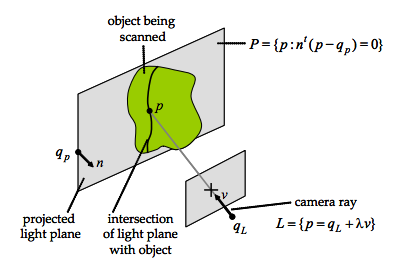 object being
scanned
P = {p : nᵗ(p − q_p) = 0}
p
q_p
n
v
projected
light plane
intersection
of light plane
with object
q_L
camera ray
L = {p = q_L + λv}